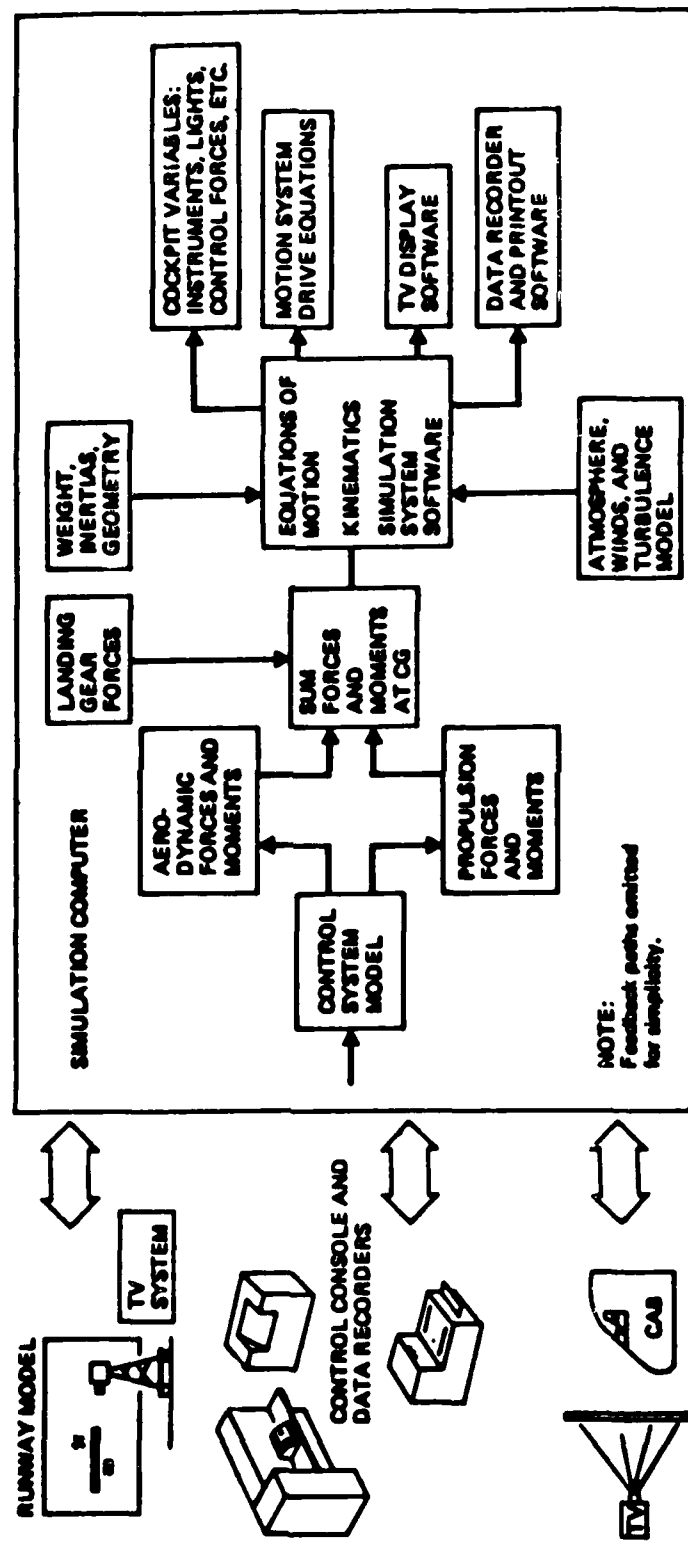 RUNWAY MODEL
TV
SYSTEM
CONTROL CONSOLE AND
DATA RECORDERS
TV
CAB
SIMULATION COMPUTER
CONTROL
SYSTEM
MODEL
AERO-
DYNAMIC
FORCES AND
MOMENTS
PROPULSION
FORCES
AND
MOMENTS
LANDING
GEAR
FORCES
SUM
FORCES
AND
MOMENTS
AT CG
WEIGHT,
INERTIAS,
GEOMETRY
EQUATIONS OF
MOTION
KINEMATICS
SIMULATION
SYSTEM
SOFTWARE
ATMOSPHERE,
WINDS, AND
TURBULENCE
MODEL
COCKPIT VARIABLES:
INSTRUMENTS, LIGHTS,
CONTROL FORCES, ETC.
MOTION SYSTEM
DRIVE EQUATIONS
TV DISPLAY
SOFTWARE
DATA RECORDER
AND PRINTOUT
SOFTWARE
NOTE:
Feedback paths omitted
for simplicity.